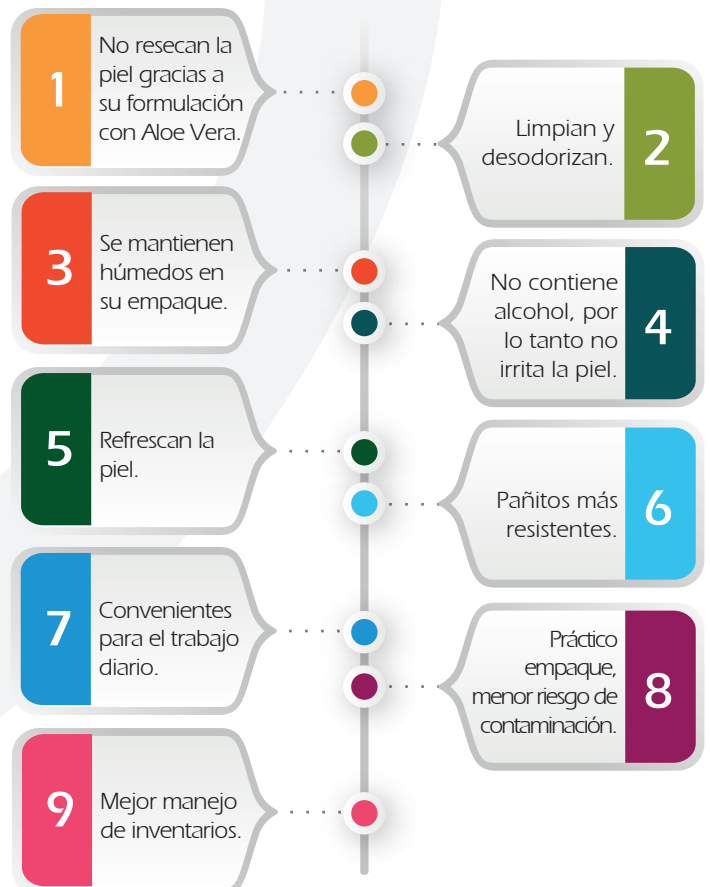 1
No resecan la
piel gracias a
su formulación
con Aloe Vera.
2
Limpian y
desodorizan.
3
Se mantienen
húmedos en
su empaque.
4
No contiene
alcohol, por
lo tanto no
irrita la piel.
5
Refrescan la
piel.
6
Pañitos más
resistentes.
7
Convenientes
para el trabajo
diario.
8
Práctico
empaque,
menor riesgo de
contaminación.
9
Mejor manejo
de inventarios.